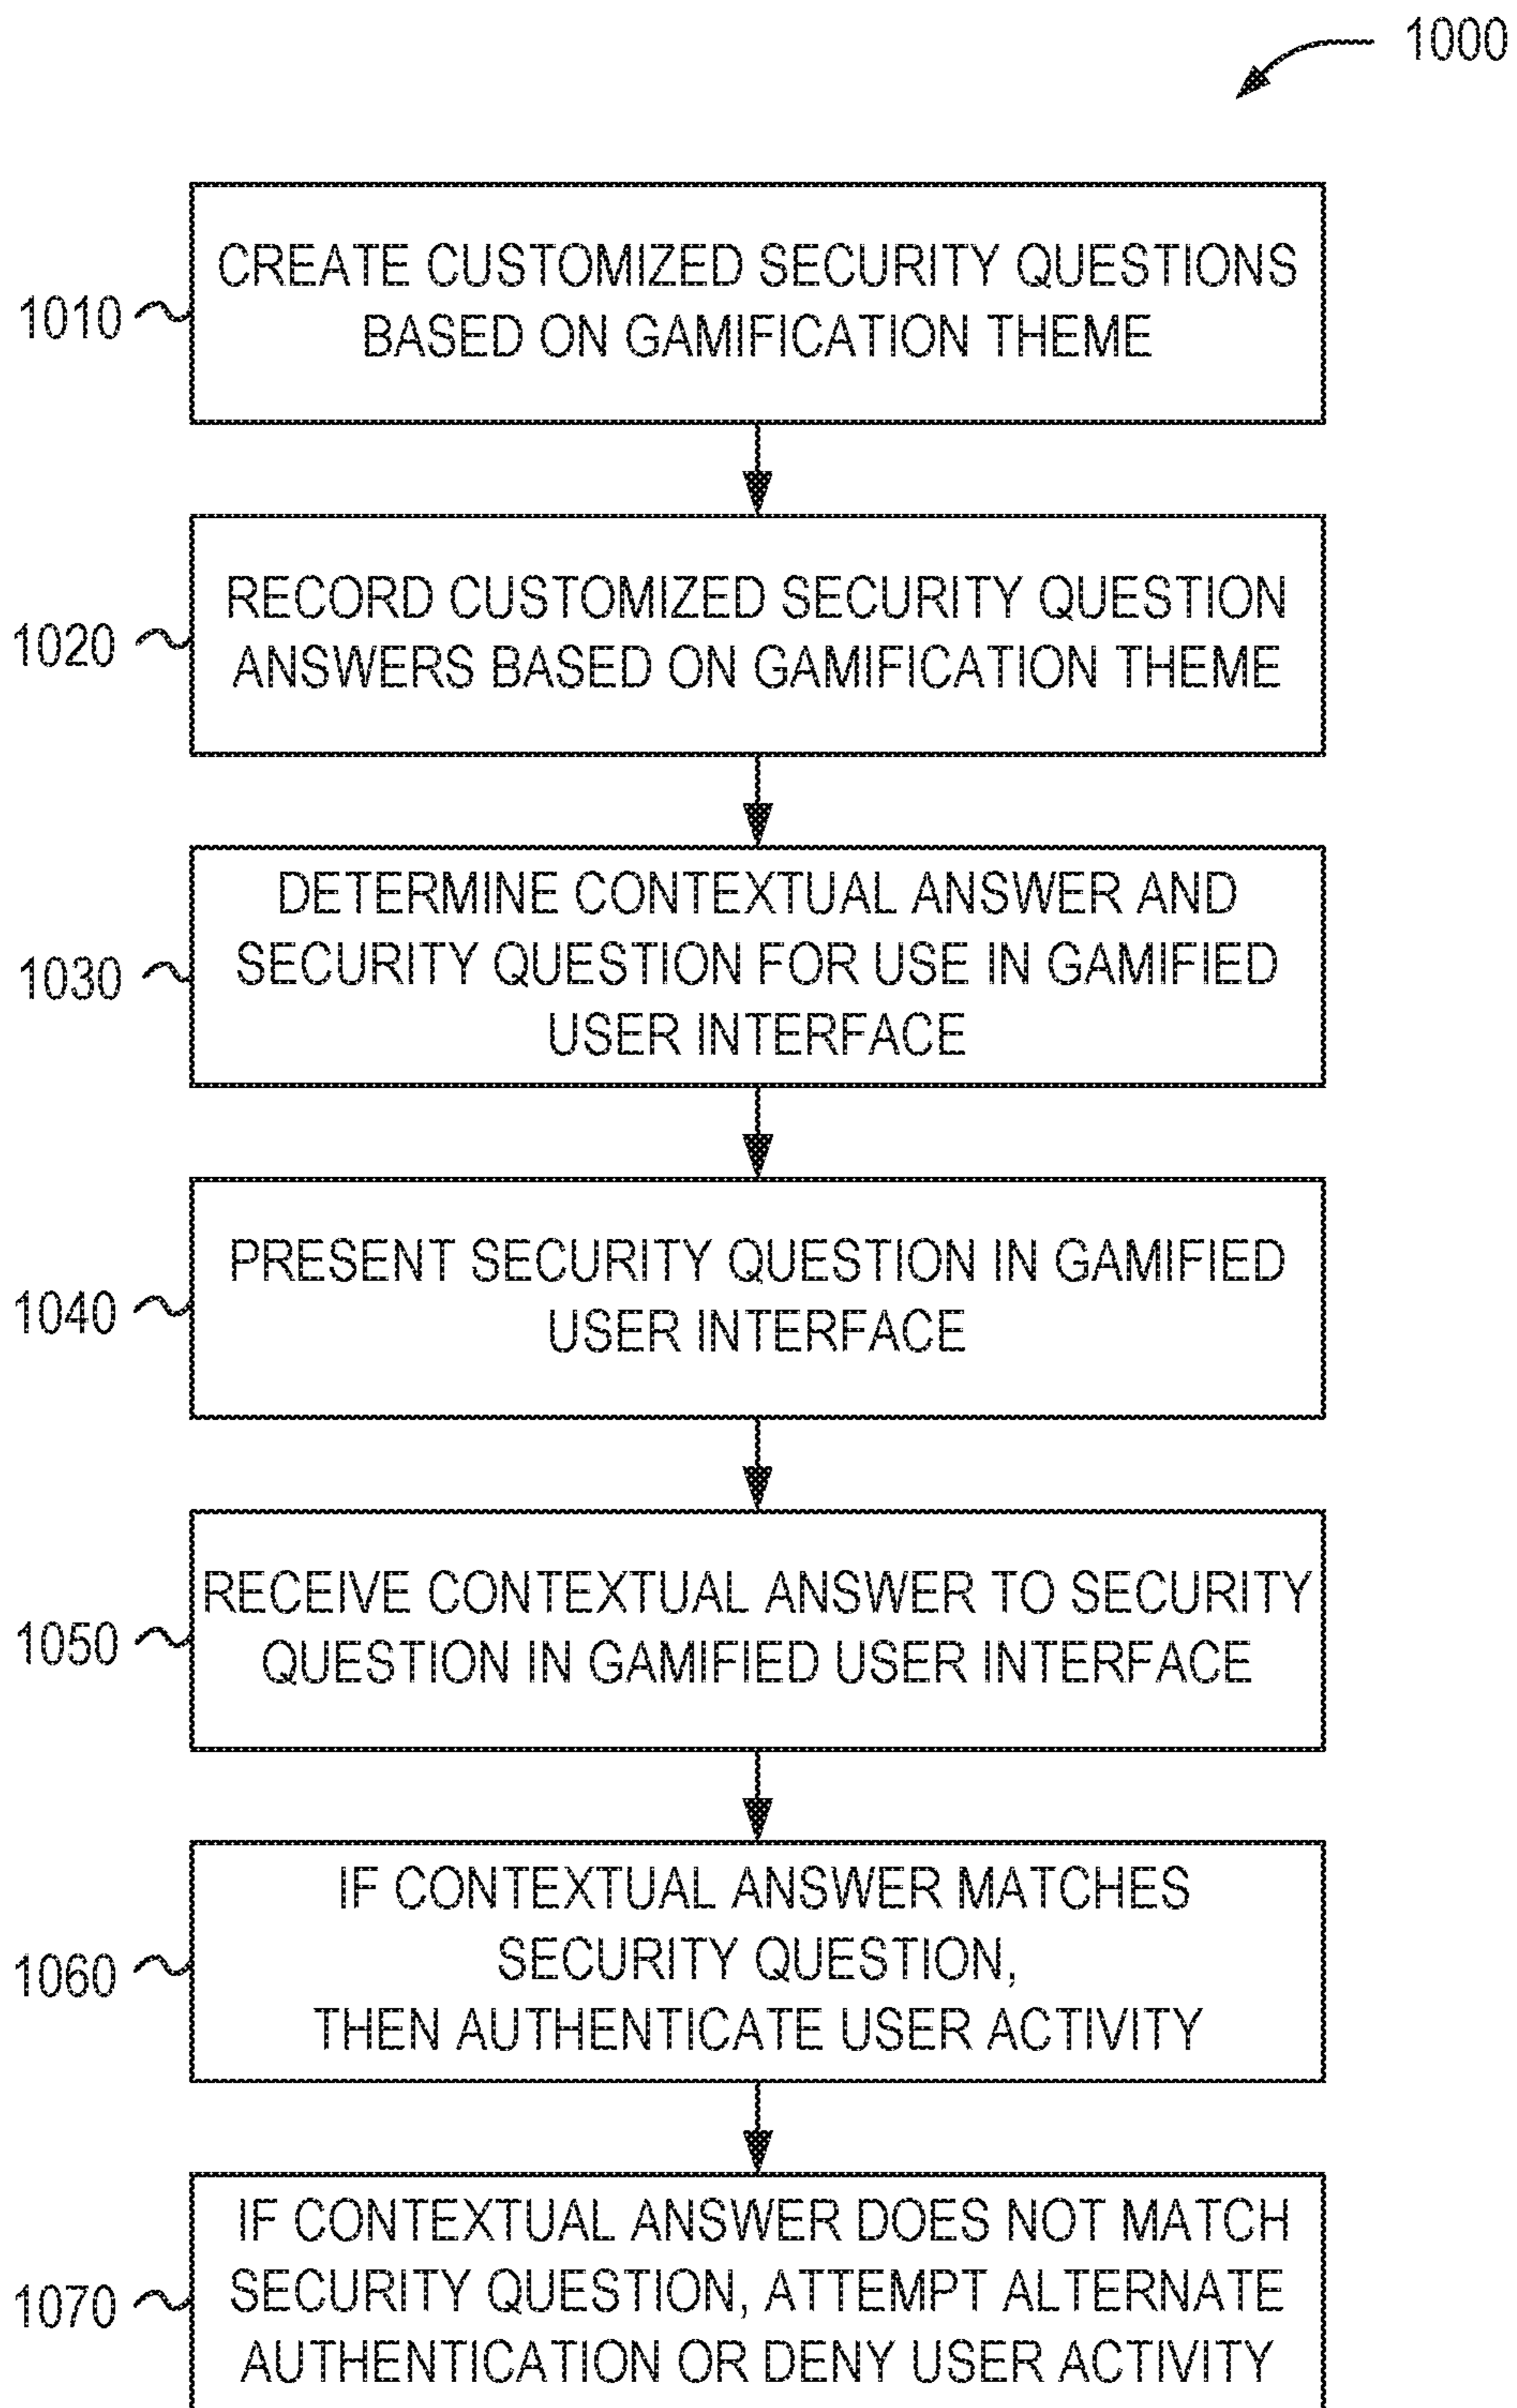 1000
CREATE CUSTOMIZED SECURITY QUESTIONS
BASED ON GAMIFICATION THEME
1010
RECORD CUSTOMIZED SECURITY QUESTION
ANSWERS BASED ON GAMIFICATION THEME
1020
DETERMINE CONTEXTUAL ANSWER AND
SECURITY QUESTION FOR USE IN GAMIFIED
USER INTERFACE
1030
PRESENT SECURITY QUESTION IN GAMIFIED
USER INTERFACE
1040
RECEIVE CONTEXTUAL ANSWER TO SECURITY
QUESTION IN GAMIFIED USER INTERFACE
1050
IF CONTEXTUAL ANSWER MATCHES
SECURITY QUESTION,
THEN AUTHENTICATE USER ACTIVITY
1060
IF CONTEXTUAL ANSWER DOES NOT MATCH
SECURITY QUESTION, ATTEMPT ALTERNATE
AUTHENTICATION OR DENY USER ACTIVITY
1070